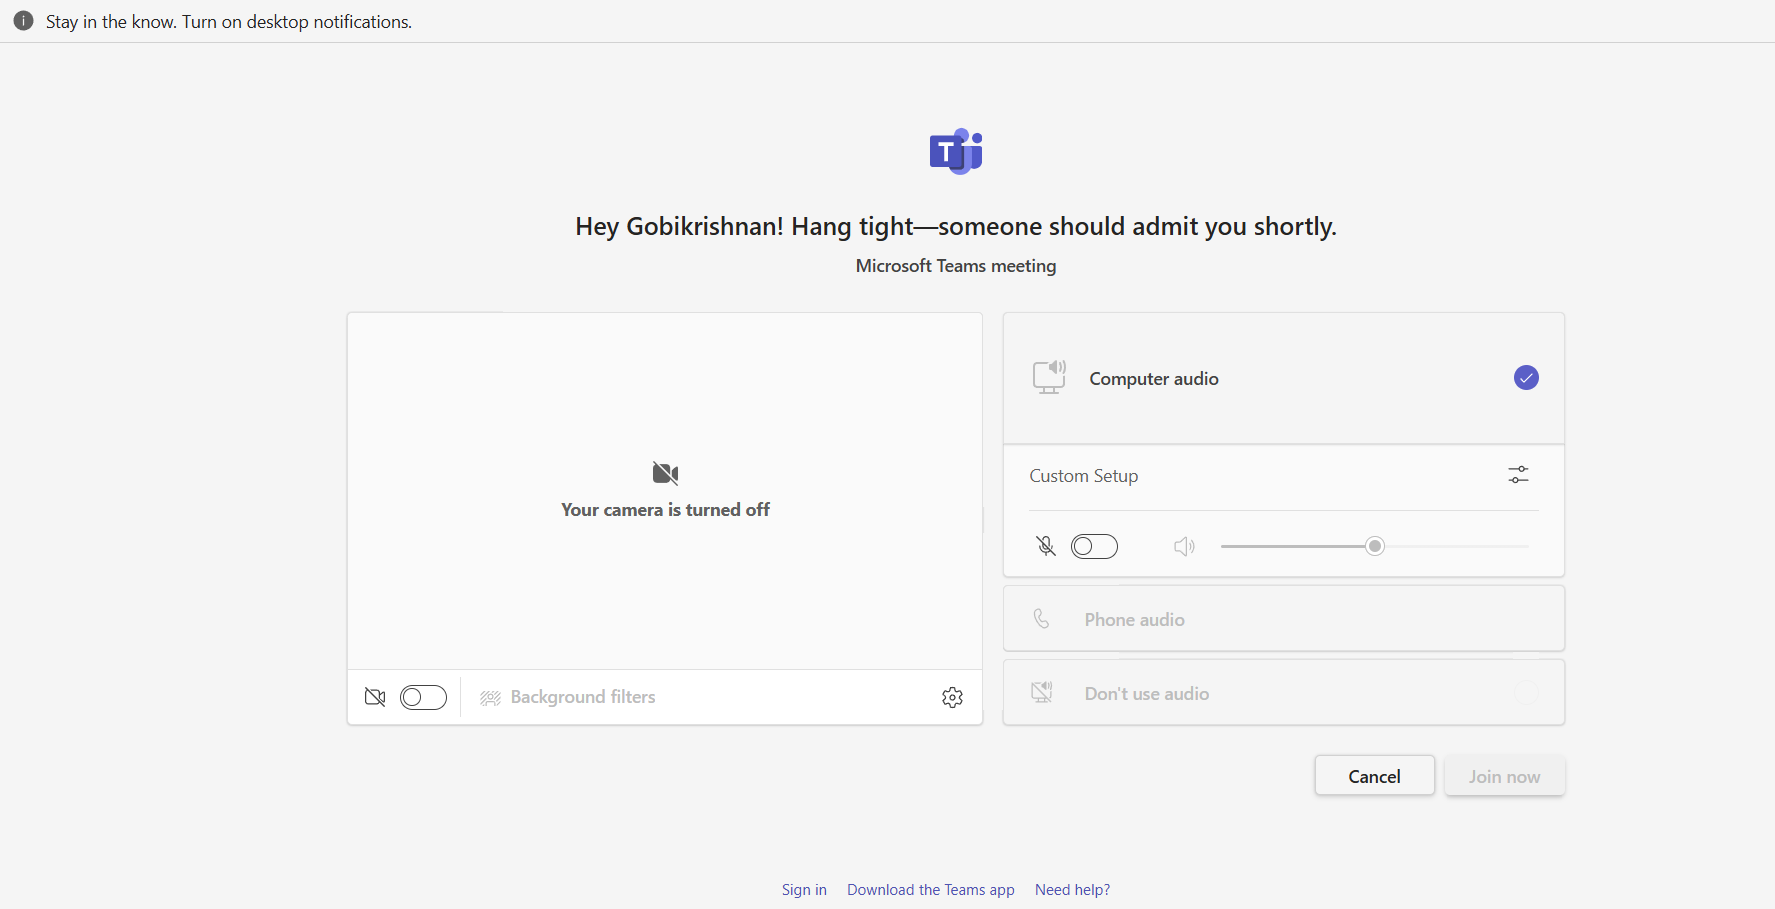 Stay in the know. Turn on desktop notifications.
T
Hey Gobikrishnan! Hang tight—someone should admit you shortly.
Microsoft Teams meeting
Your camera is turned off
Background filters
Computer audio
Custom Setup
Phone audio
Don't use audio
Cancel
Join now
Sign in
Download the Teams app
Need help?